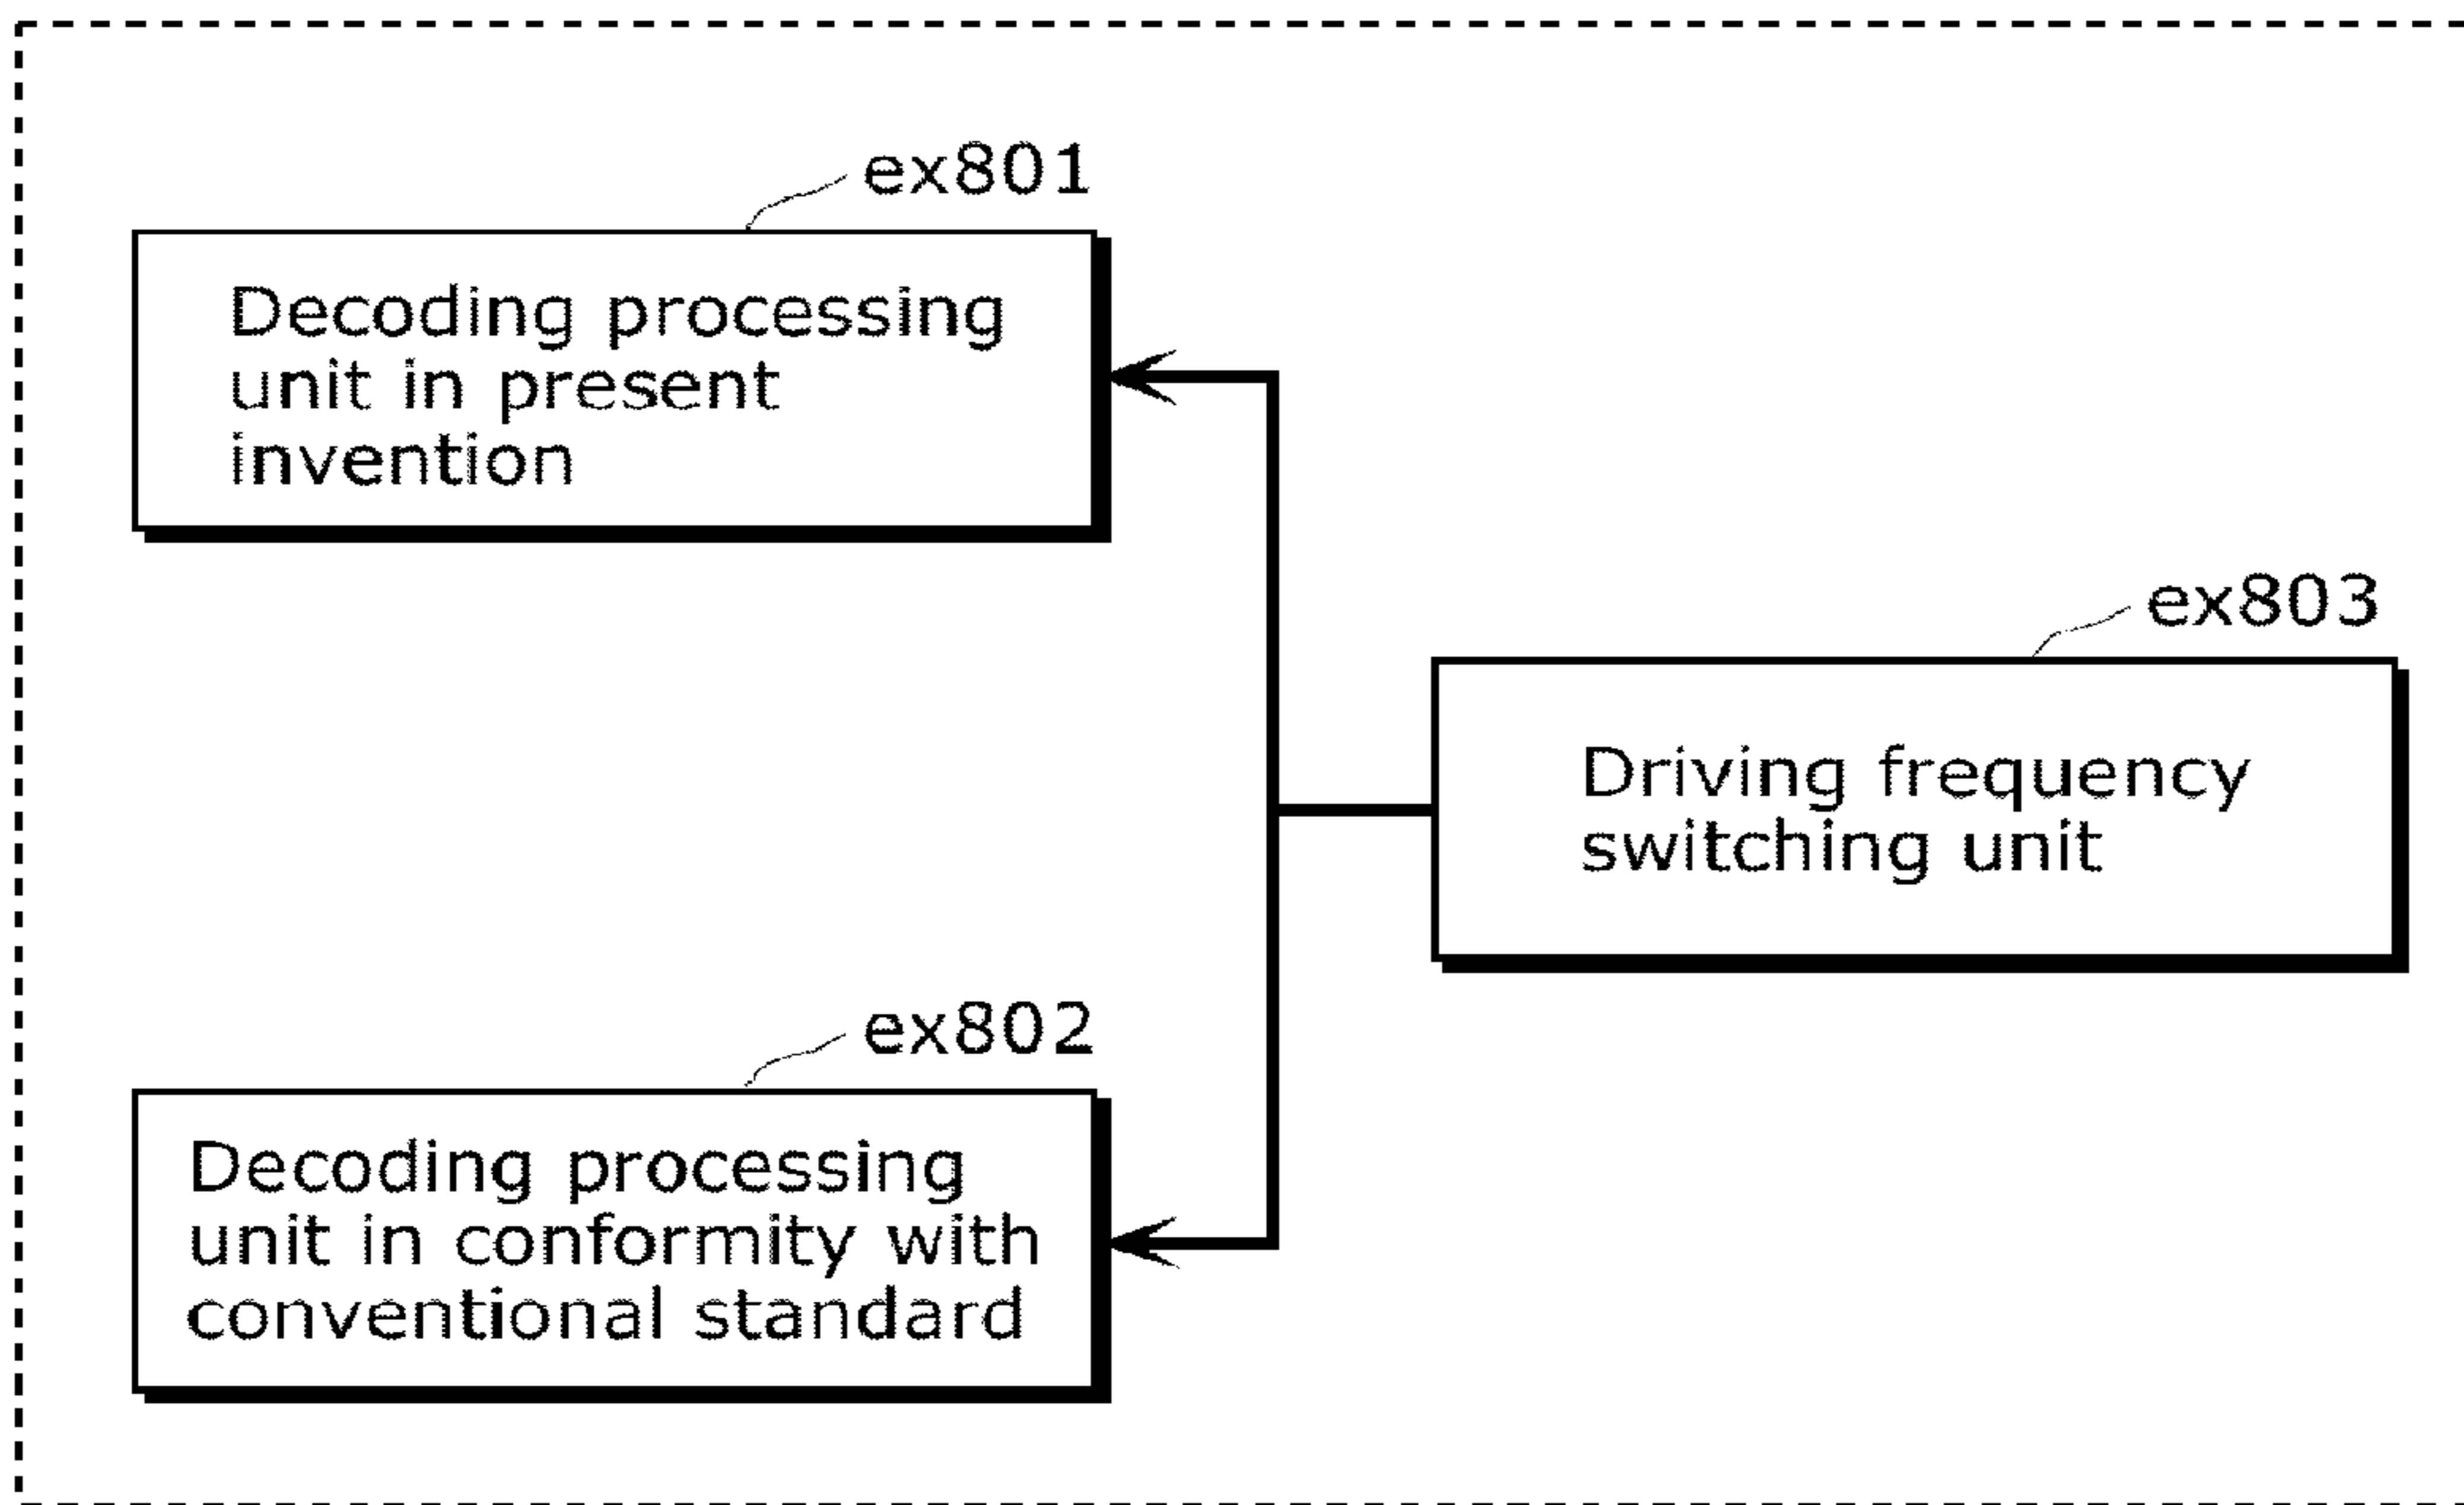 ex801
Decoding processing
unit in present
invention
ex803
Driving frequency
switching unit
ex802
Decoding processing
unit in conformity with
conventional standard